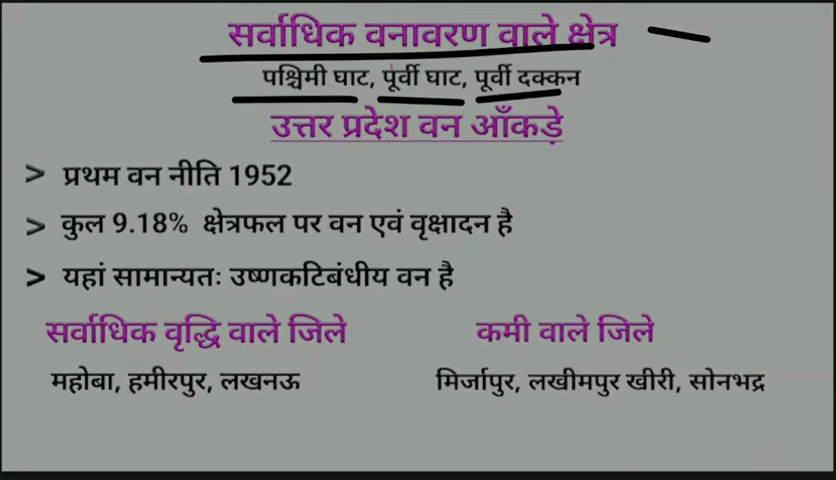 सर्वाधिक वनावरण वाले क्षेत्र
पश्चिमी घाट, पूर्वी घाट, पूर्वी दक्कन
उत्तर प्रदेश वन आँकड़े
> प्रथम वन नीति 1952
> कुल 9.18% क्षेत्रफल पर वन एवं वृक्षादन है
> यहां सामान्यतः उष्णकटिबंधीय वन है
सर्वाधिक वृद्धि वाले जिले कमी वाले जिले
महोबा, हमीरपुर, लखनऊ मिर्जापुर, लखीमपुर खीरी, सोनभद्र